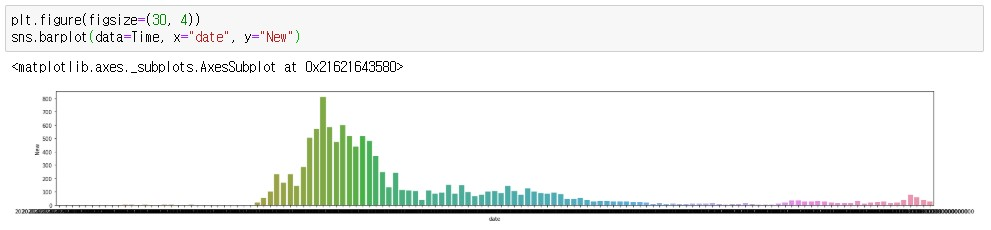 plt.figure(figsize=(30, 4))
sns.barplot(data=Time, x="date", y="New")
<matplotlib.axes._subplots.AxesSubplot at 0x21621643580>
800
700
600
500
400
300
200
100
0
New
date